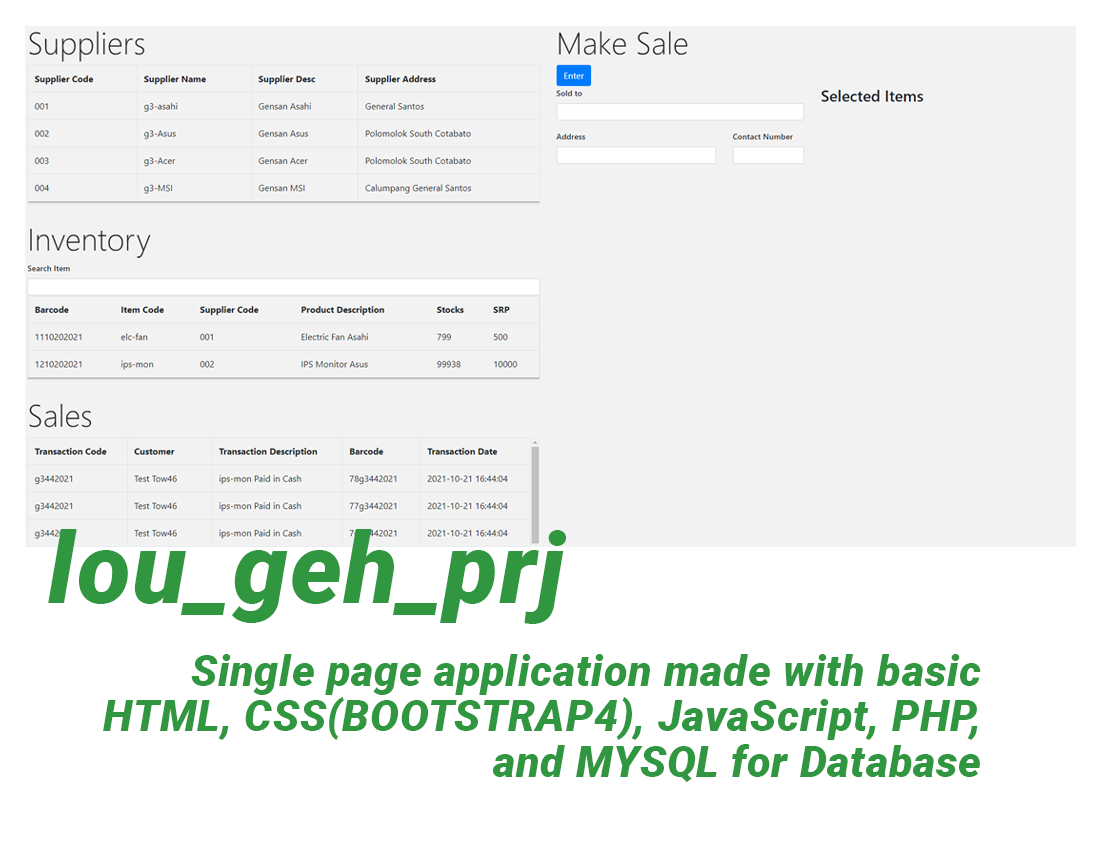 Suppliers
Supplier Code Supplier Name Supplier Desc Supplier Address
001 g3-asahi Gensan Asahi General Santos
002 g3-Asus Gensan Asus Polomolok South Cotabato
003 g3-Acer Gensan Acer Polomolok South Cotabato
004 g3-MSI Gensan MSI Calumpang General Santos
Inventory
Search Item
Barcode Item Code Supplier Code Product Description Stocks SRP
1110202021 elc-fan 001 Electric Fan Asahi 799 500
1210202021 ips-mon 002 IPS Monitor Asus 99938 10000
Sales
Transaction Code Customer Transaction Description Barcode Transaction Date
g3442021 Test Tow46 ips-mon Paid in Cash 78g3442021 2021-10-21 16:44:04
g3442021 Test Tow46 ips-mon Paid in Cash 77g3442021 2021-10-21 16:44:04
Test Tow46 ips-mon Paid in Cash 2021-10-21 16:44:04
Make Sale
Enter
Sold to
Address Contact Number
Selected Items
lou_geh_prj
Single page application made with basic
HTML, CSS(BOOTSTRAP4), JavaScript, PHP,
and MYSQL for Database